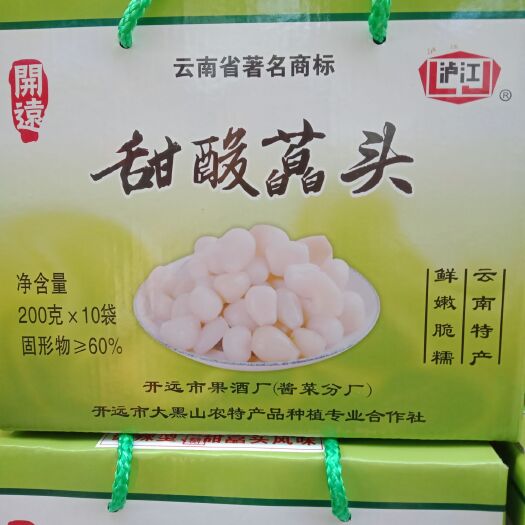 云南省著名商标
開遠
泸江
®
甜酸藠头
净含量
200克×10袋
固形物≥60%
云南特产
鲜嫩脆糯
开远市果酒厂(酱菜分厂)
开远市大黑山农特产品种植专业合作社